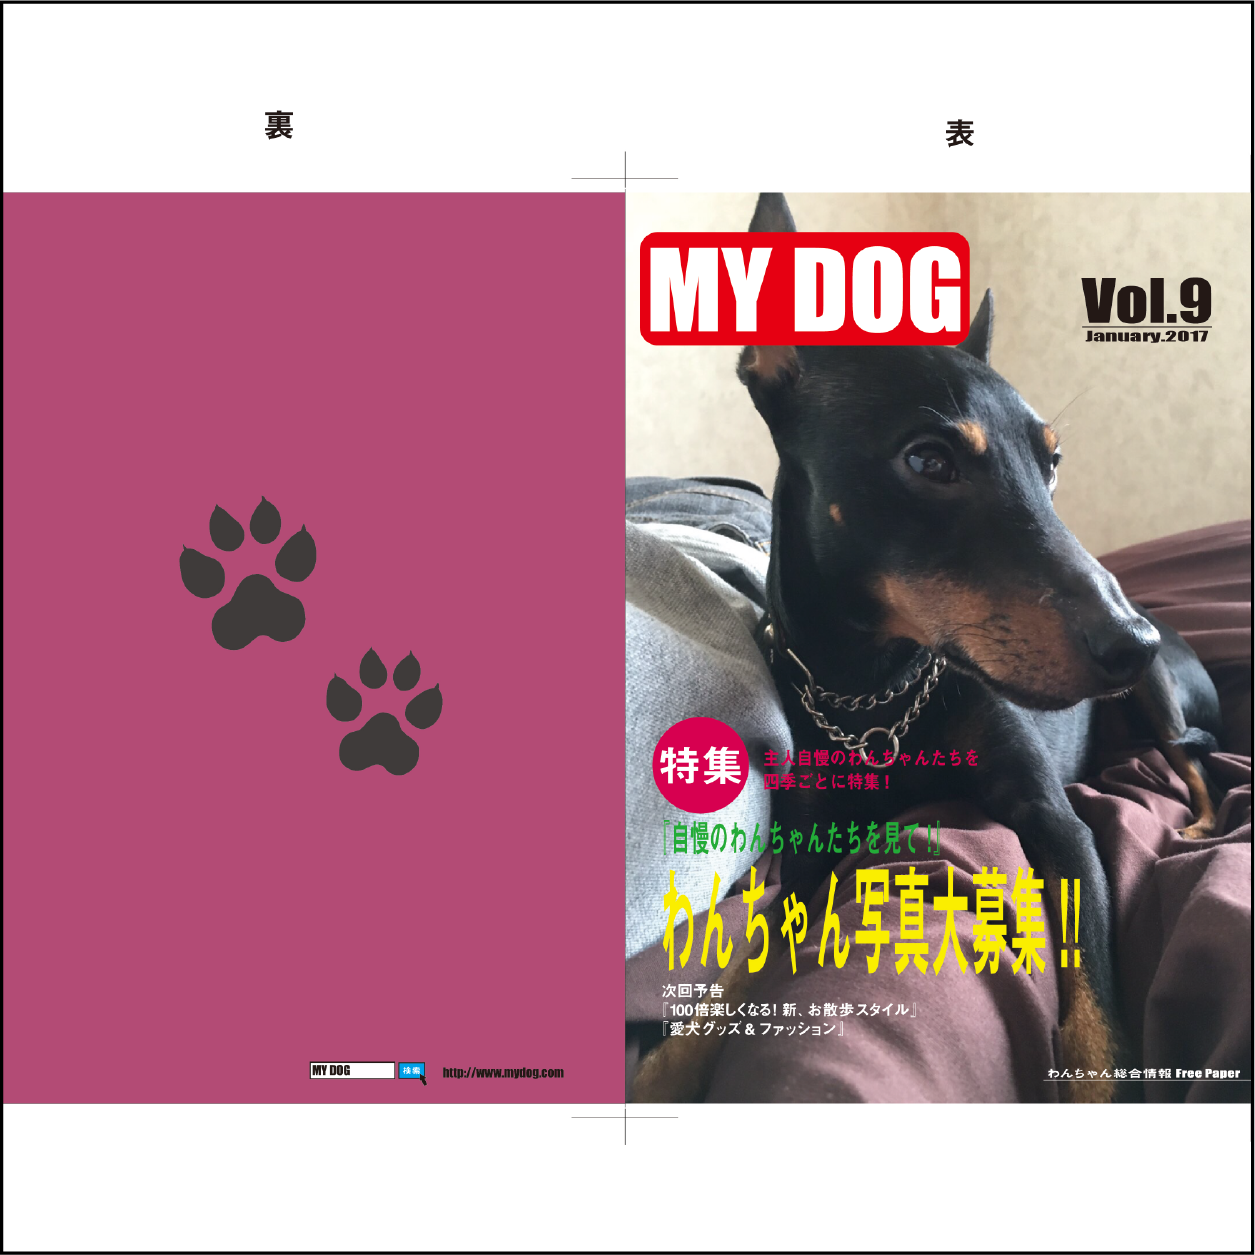 裏
表
MY DOG
Vol.9
January.2017
特集
主人自慢のわんちゃんたちを
四季ごとに特集！
『自慢のわんちゃんたちを見て！』
わんちゃん写真大募集!!
次回予告
『100倍楽しくなる! 新、お散歩スタイル』
『愛犬グッズ & ファッション』
わんちゃん総合情報 Free Paper
MY DOG
検索
http://www.mydog.com